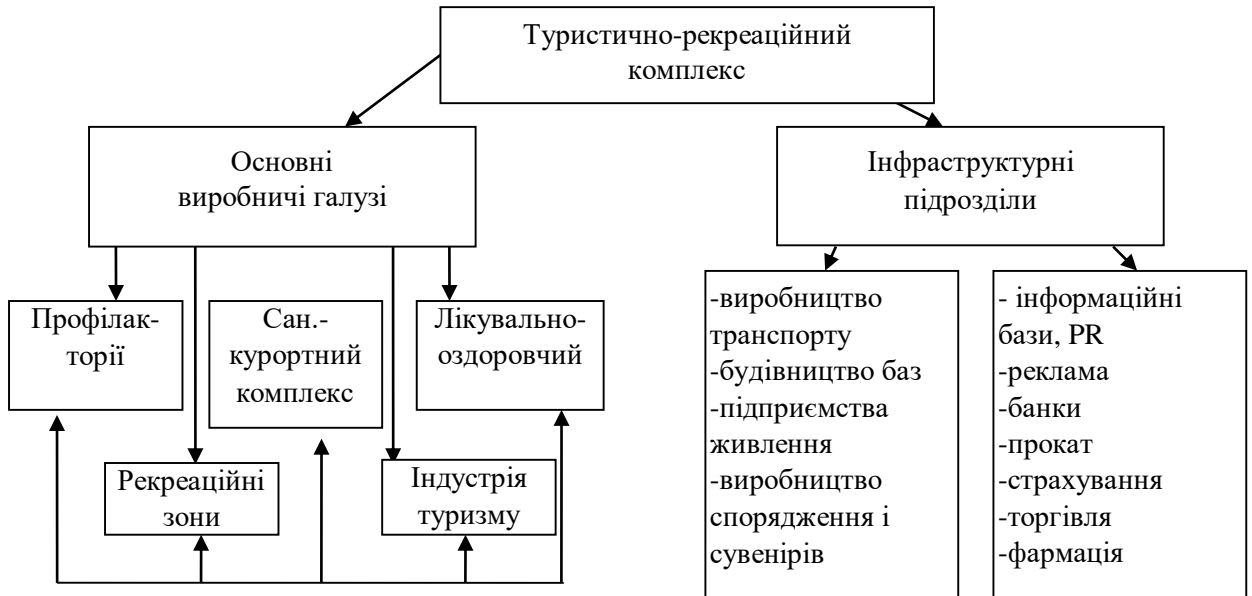 Туристично-рекреаційний
комплекс
Основні
виробничі галузі
Інфраструктурні
підрозділи
Профілак-
торії
Сан.-
курортний
комплекс
Лікувально-
оздоровчий
Рекреаційні
зони
Індустрія
туризму
-виробництво
транспорту
-будівництво баз
-підприємства
живлення
-виробництво
спорядження і
сувенірів
- інформаційні
бази, PR
-реклама
-банки
-прокат
-страхування
-торгівля
-фармація